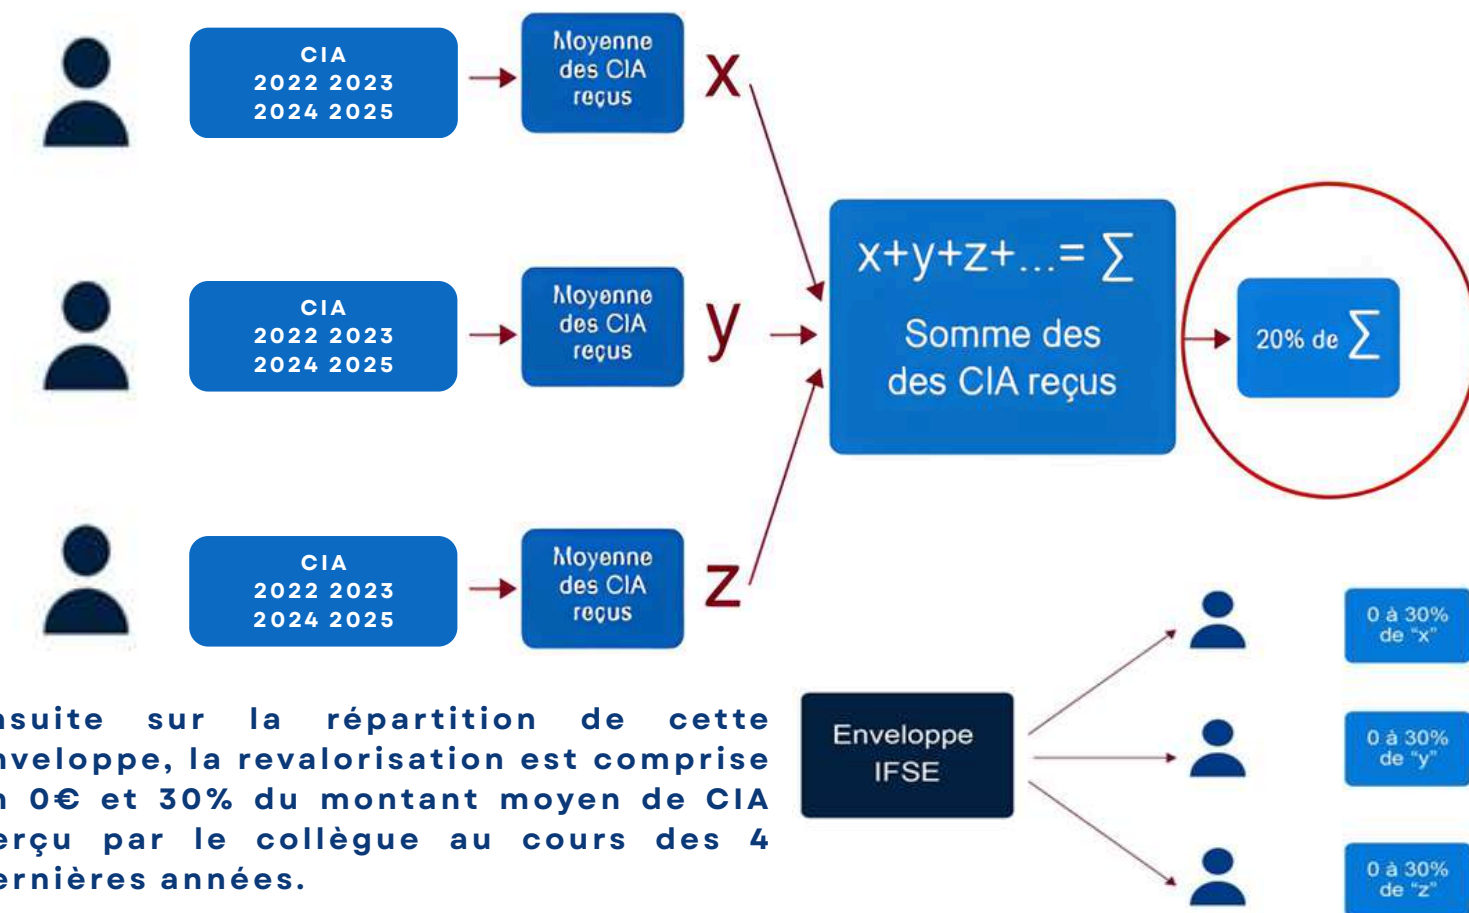 CIA
2022 2023
2024 2025
Moyenne
des CIA
reçus
x
CIA
2022 2023
2024 2025
Moyenne
des CIA
reçus
y
CIA
2022 2023
2024 2025
Moyenne
des CIA
reçus
z
x+y+z+...= ∑
Somme des
des CIA reçus
20% de ∑
nsuite sur la répartition de cette
nveloppe, la revalorisation est comprise
n 0€ et 30% du montant moyen de CIA
erçu par le collègue au cours des 4
ernières années.
Enveloppe
IFSE
0 à 30%
de “x”
0 à 30%
de “y”
0 à 30%
de “z”